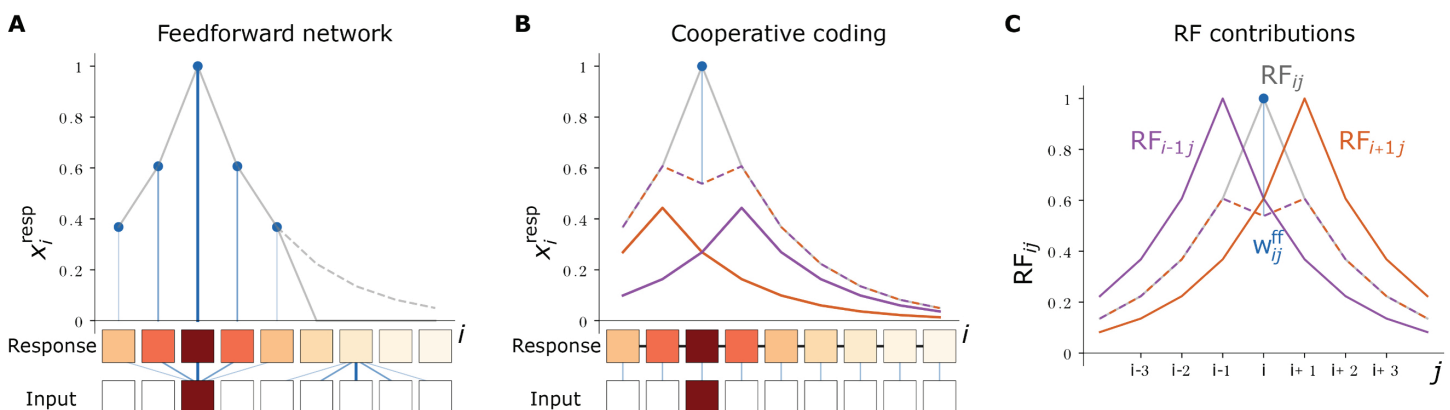 A
Feedforward network
x_i^resp
1
0.8
0.6
0.4
0.2
0
i
Response
Input
B
Cooperative coding
x_i^resp
1
0.8
0.6
0.4
0.2
0
i
Response
Input
C
RF contributions
RF_ij
1
0.8
0.6
0.4
0.2
0
RF_ij
RF_i-1j
RF_i+1j
w_ij^ff
i-3 i-2 i-1 i i+ 1 i+ 2 i+ 3
j